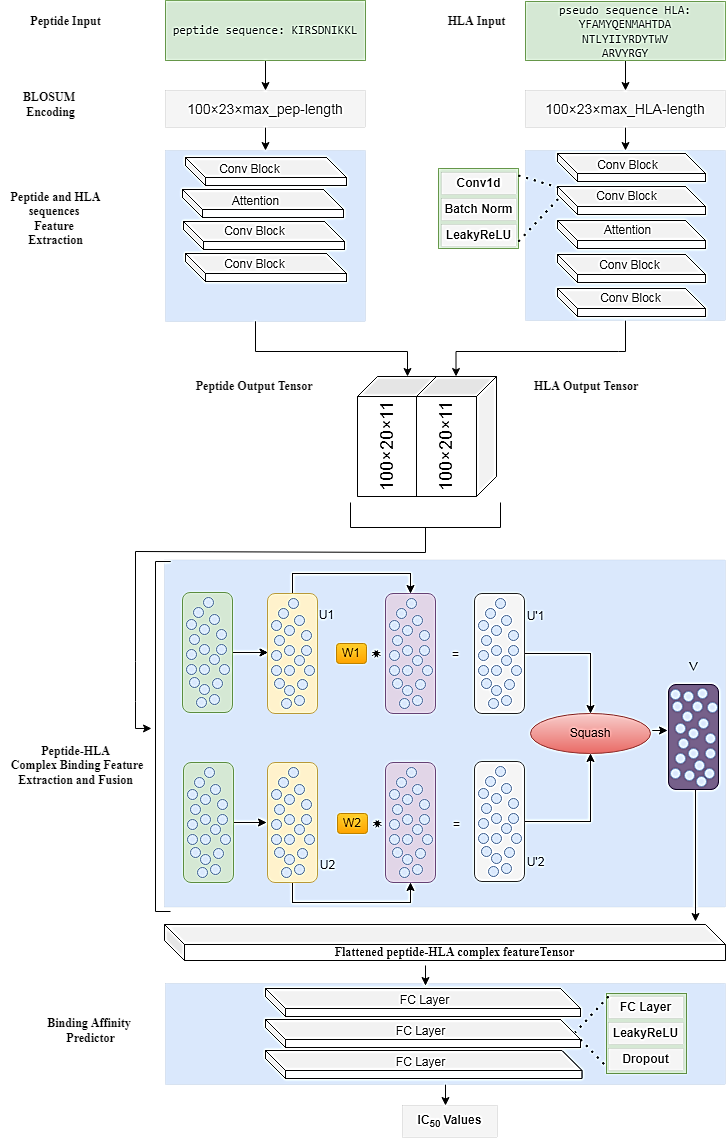 Peptide Input
peptide sequence: KIRSDNIKKL
HLA Input
pseudo sequence HLA:
YFAMYQENMAHTDA
NTLYIIYRDYTWV
ARVYRGY
BLOSUM
Encoding
100×23×max_pep-length
100×23×max_HLA-length
Peptide and HLA
sequences
Feature
Extraction
Conv Block
Attention
Conv Block
Conv Block
Conv1d
Batch Norm
LeakyReLU
Conv Block
Conv Block
Attention
Conv Block
Conv Block
Peptide Output Tensor
HLA Output Tensor
100×20×11
100×20×11
Peptide-HLA
Complex Binding Feature
Extraction and Fusion
U1
W1
*
=
U'1
Squash
V
U2
W2
*
=
U'2
Flattened peptide-HLA complex featureTensor
Binding Affinity
Predictor
FC Layer
FC Layer
FC Layer
FC Layer
LeakyReLU
Dropout
IC50 Values